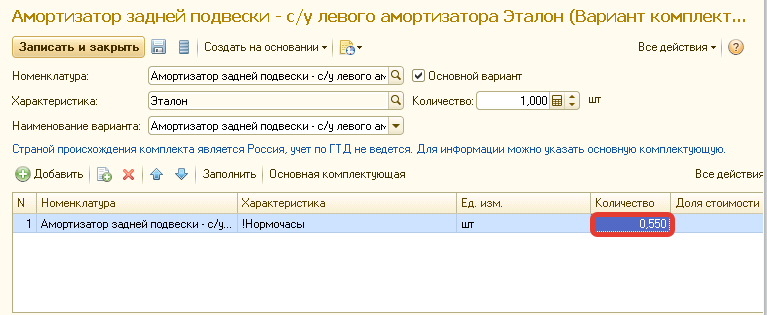 Амортизатор задней подвески - с/у левого амортизатора Эталон (Вариант комплект...
Записать и закрыть Создать на основании Все действия ?
Номенклатура: Амортизатор задней подвески - с/у левого ам Основной вариант
Характеристика: Эталон Количество: 1,000 шт
Наименование варианта: Амортизатор задней подвески - с/у левого ам
Страной происхождения комплекта является Россия, учет по ГТД не ведется. Для информации можно указать основную комплектующую.
Добавить Заполнить Основная комплектующая Все действия
N Номенклатура Характеристика Ед. изм. Количество Доля стоимости
1 Амортизатор задней подвески - с/у... !Нормочасы шт 0,550